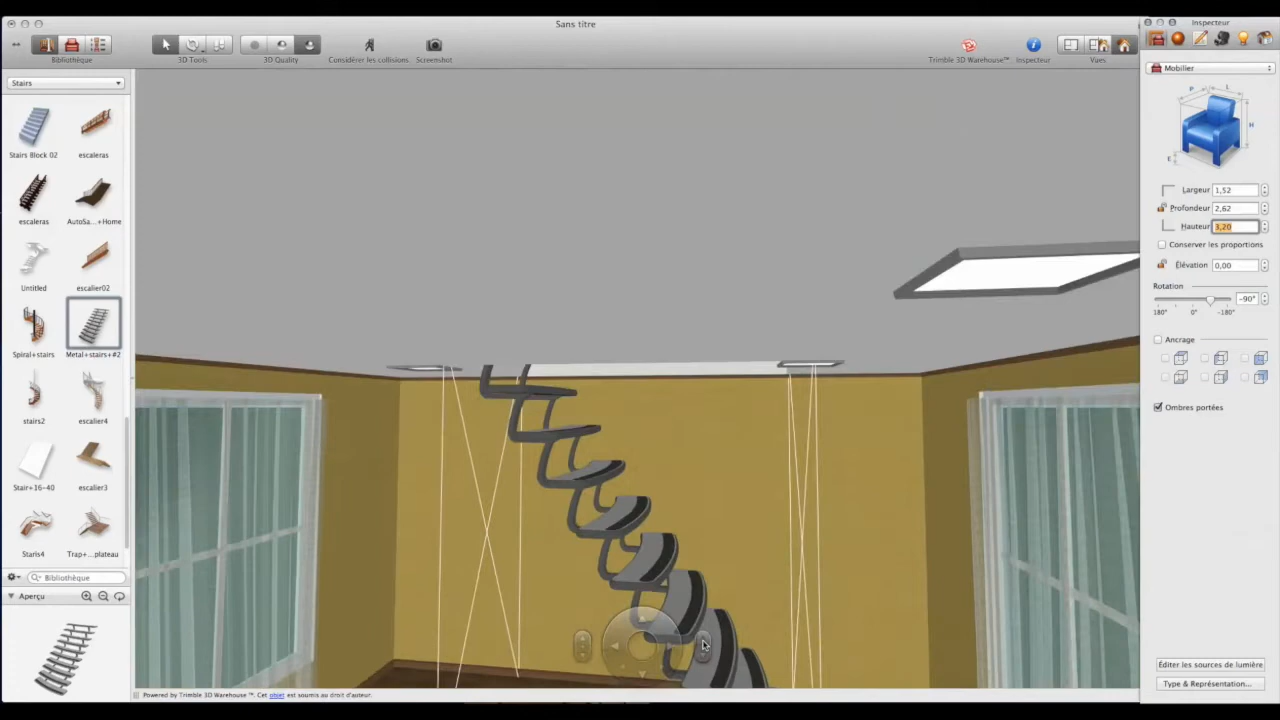 Sans titre
Inspecteur
Bibliothèque
3D Tools
3D Quality
Considérer les collisions
Screenshot
Trimble 3D Warehouse™
Inspecteur
Vues
Stairs
Mobilier
Stairs Block 02
escaleras
escaleras
AutoSa...+Home
Untitled
escalier02
Spiral+stairs
Metal+stairs+#2
stairs2
escalier4
Stair+16-40
escalier3
Staris4
Trap+...plateau
Bibliothèque
Aperçu
P
L
H
E
Largeur 1,52
Profondeur 2,62
Hauteur 3,20
Conserver les proportions
Élévation 0,00
Rotation
-90°
180° 0° -180°
Ancrage
Ombres portées
Éditer les sources de lumière
Type & Représentation...
Powered by Trimble 3D Warehouse ™. Cet objet est soumis au droit d'auteur.